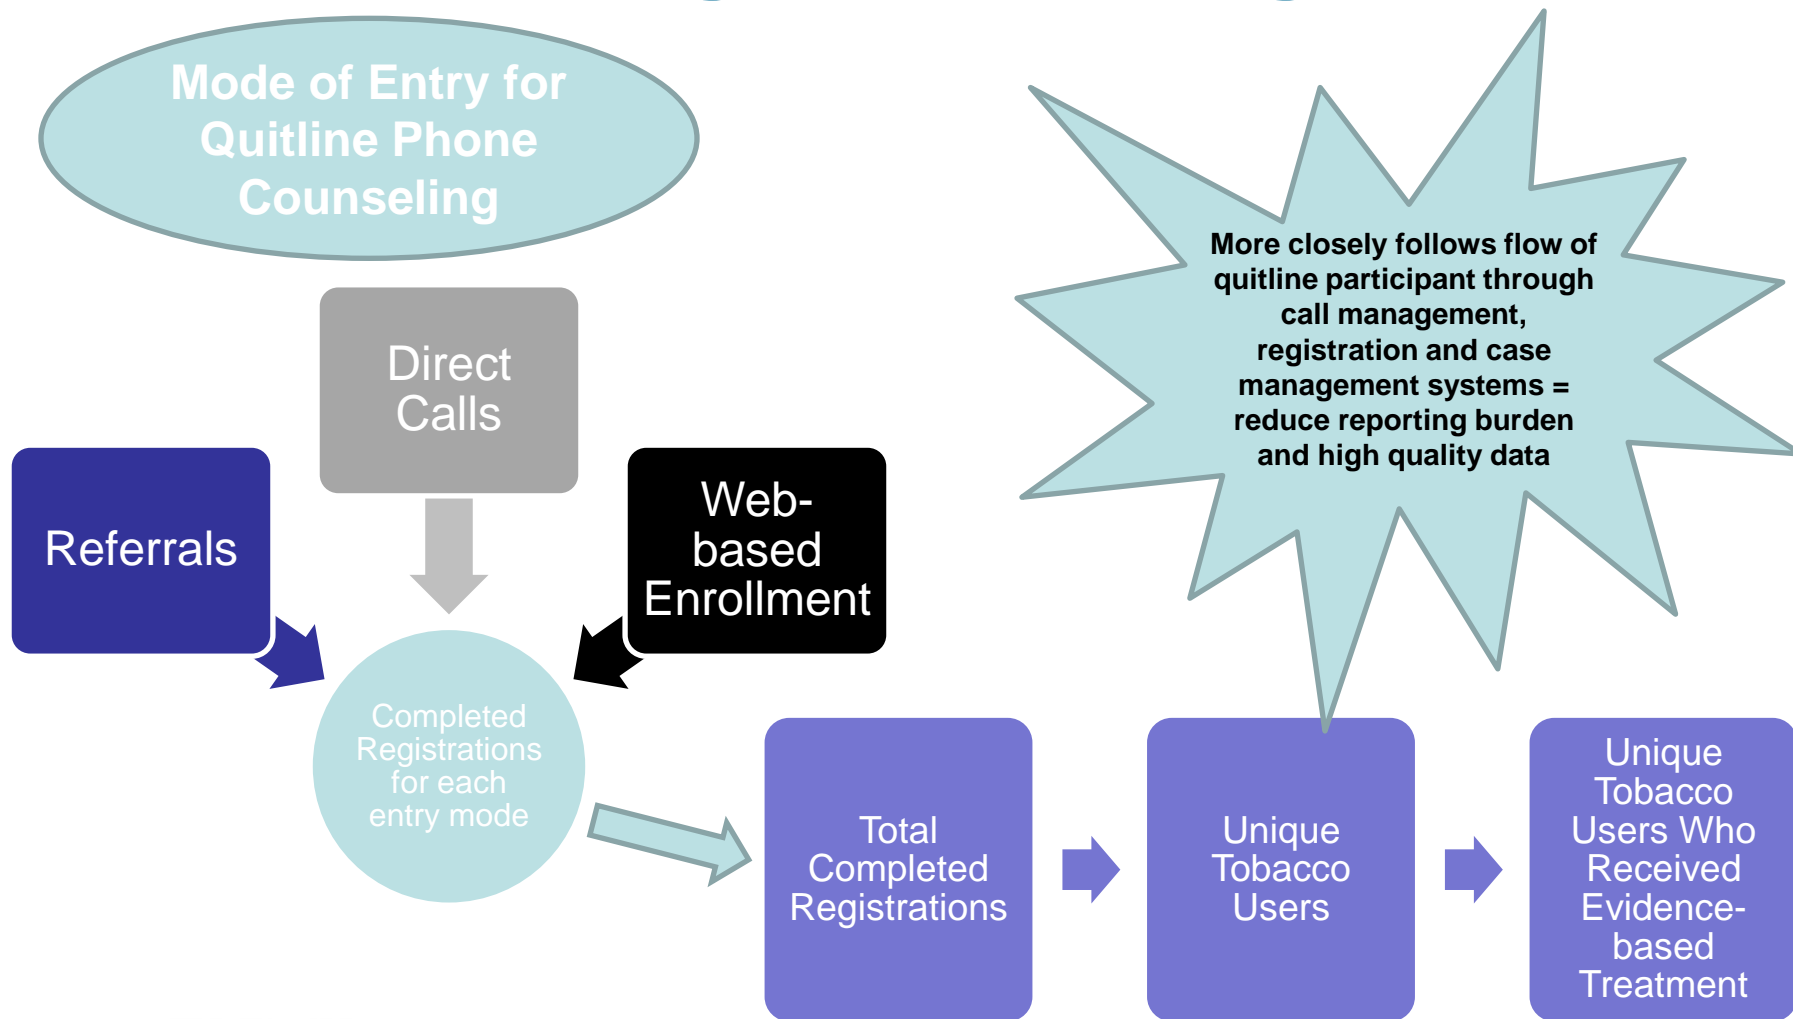 Mode of Entry for
Quitline Phone
Counseling
Direct
Calls
Referrals
Web-
based
Enrollment
Completed
Registrations
for each
entry mode
More closely follows flow of
quitline participant through
call management,
registration and case
management systems =
reduce reporting burden
and high quality data
Total
Completed
Registrations
Unique
Tobacco
Users
Unique
Tobacco
Users Who
Received
Evidence-
based
Treatment